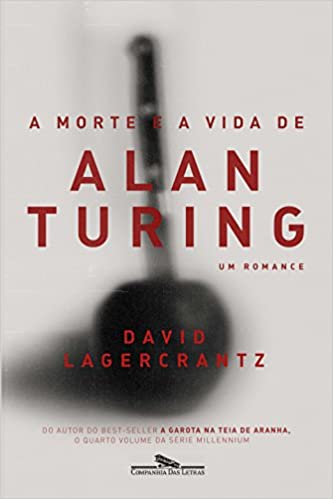 A MORTE E A VIDA DE
ALAN
TURING
UM ROMANCE
DAVID
LAGERCRANTZ
DO AUTOR DO BEST-SELLER A GAROTA NA TEIA DE ARANHA,
O QUARTO VOLUME DA SÉRIE MILLENNIUM
COMPANHIA DAS LETRAS